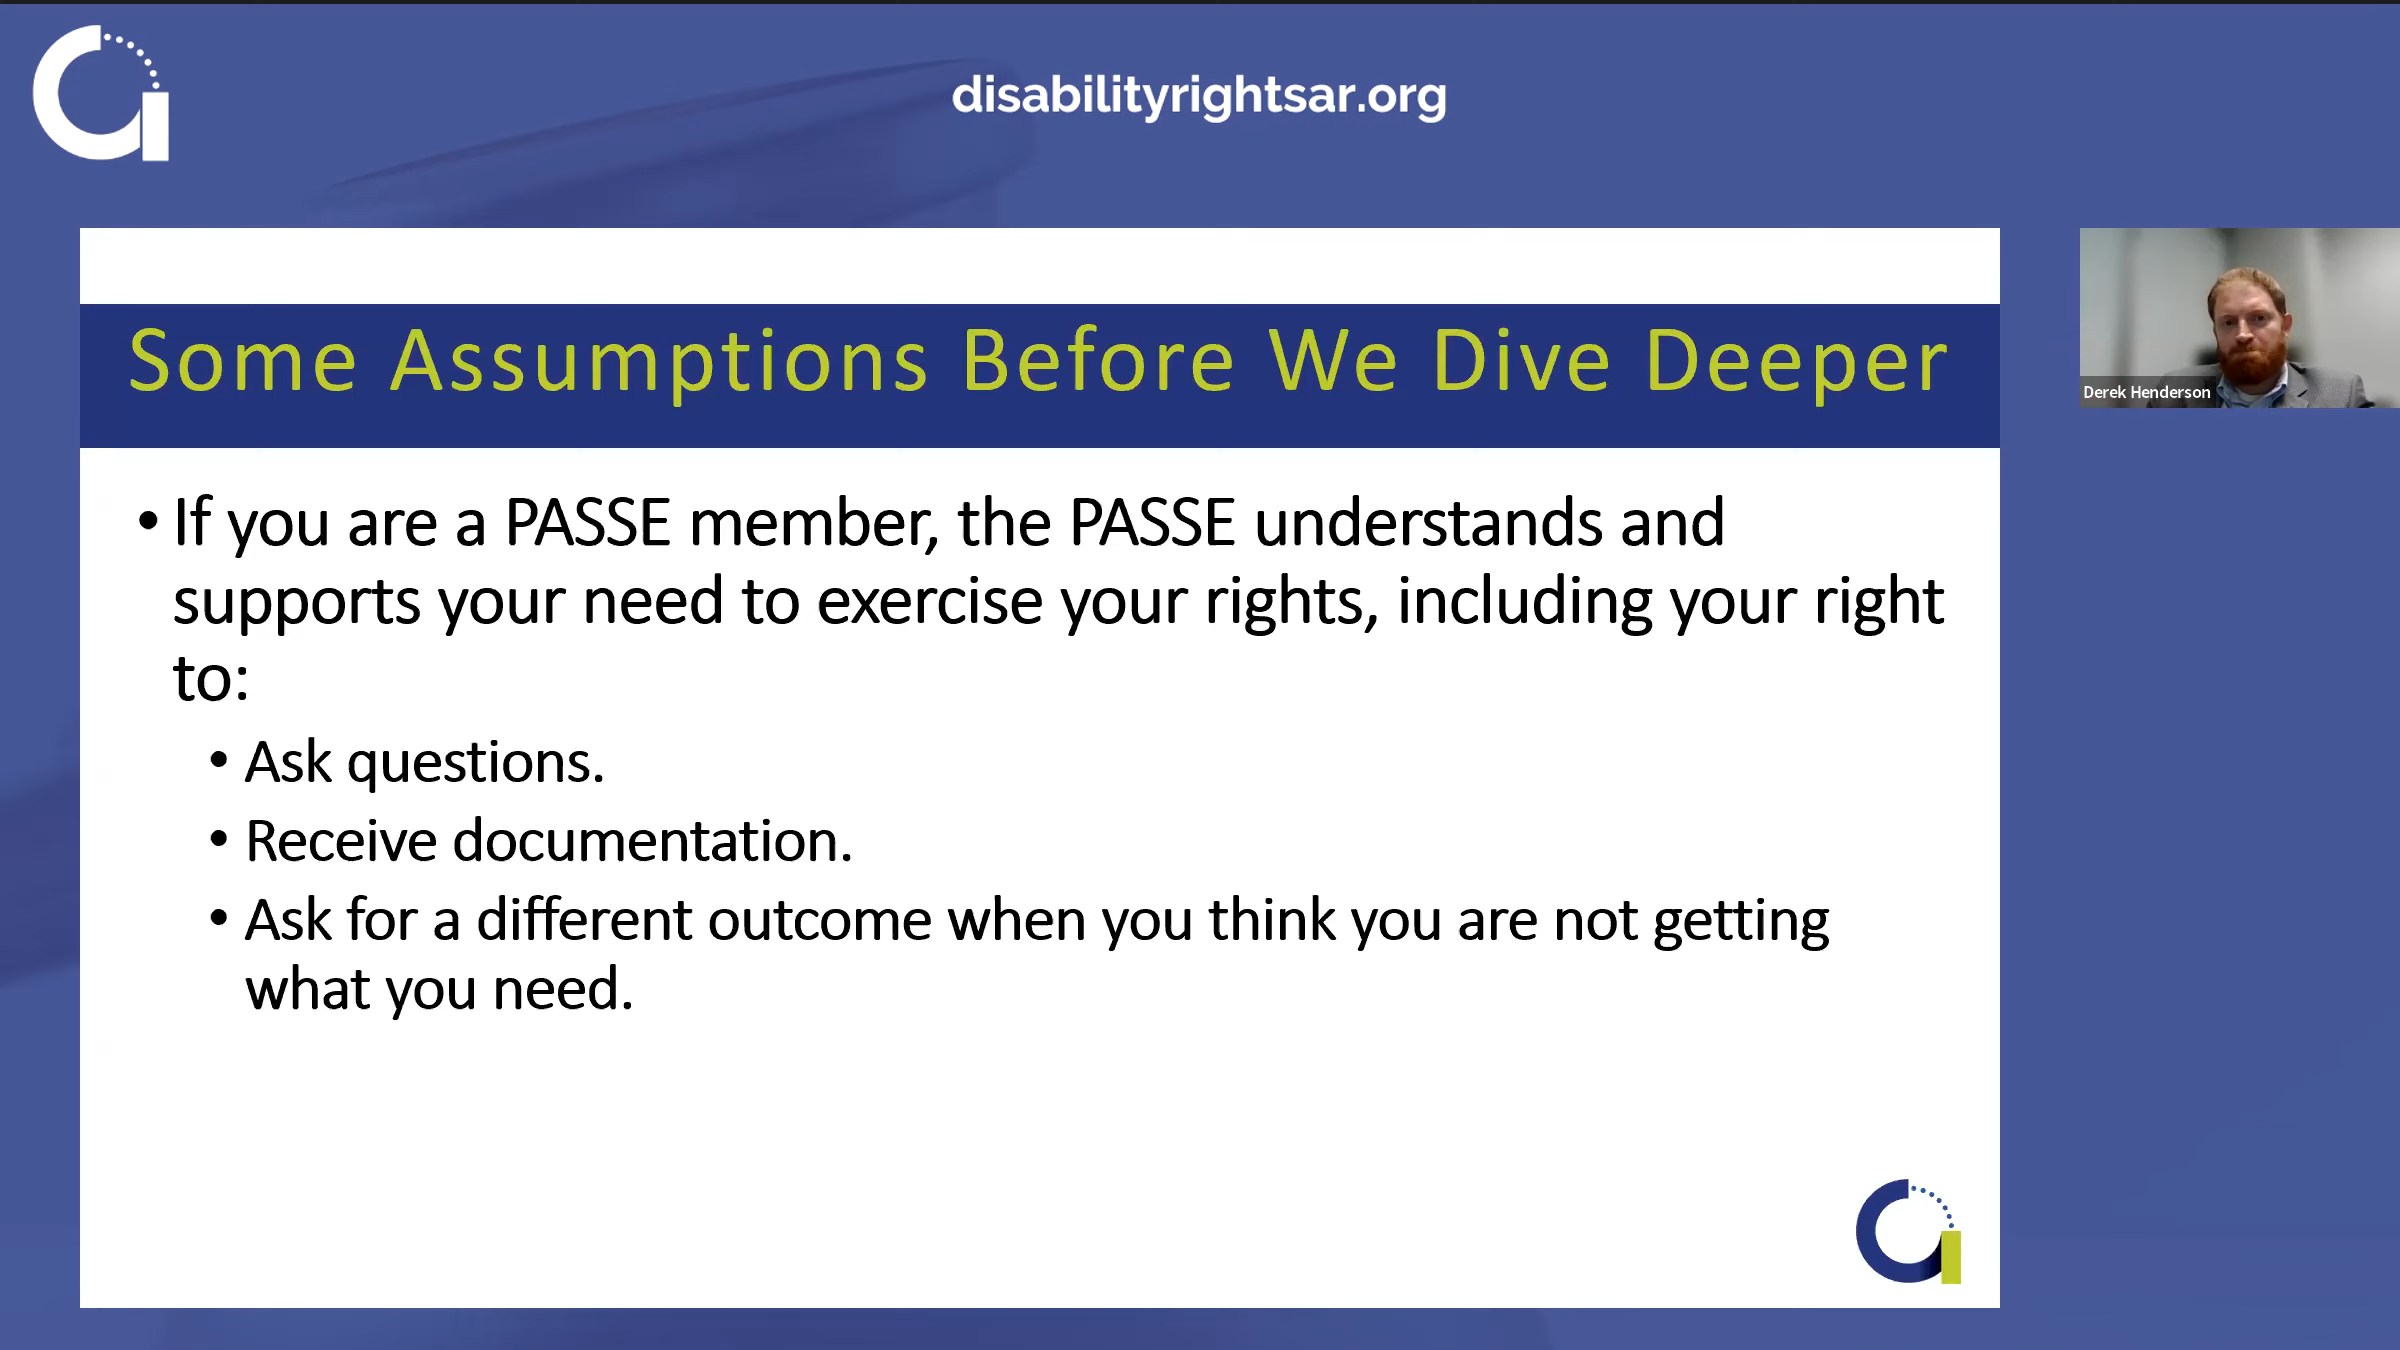 disabilityrightsar.org
Some Assumptions Before We Dive Deeper
• If you are a PASSE member, the PASSE understands and
supports your need to exercise your rights, including your right
to:
• Ask questions.
• Receive documentation.
• Ask for a different outcome when you think you are not getting
what you need.
Derek Henderson